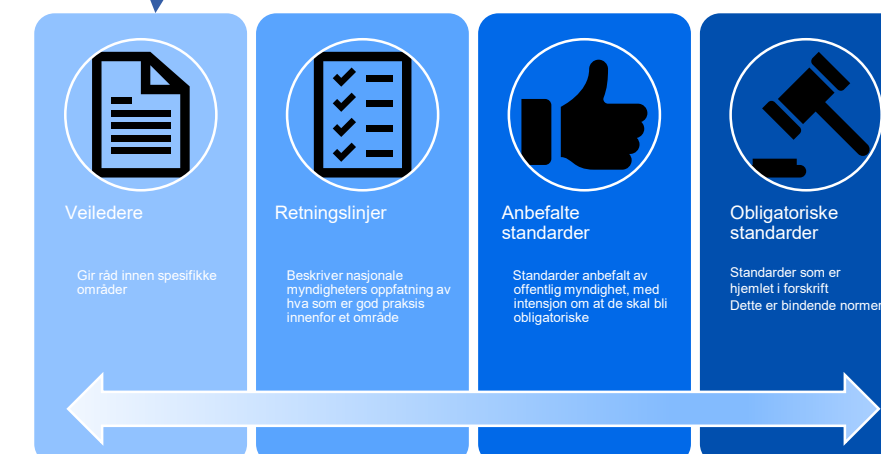 Veiledere
Gir råd innen spesifikke
områder
Retningslinjer
Beskriver nasjonale
myndigheters oppfatning av
hva som er god praksis
innenfor et område
Anbefalte
standarder
Standarder anbefalt av
offentlig myndighet, med
intensjon om at de skal bli
obligatoriske
Obligatoriske
standarder
Standarder som er
hjemlet i forskrift
Dette er bindende normer